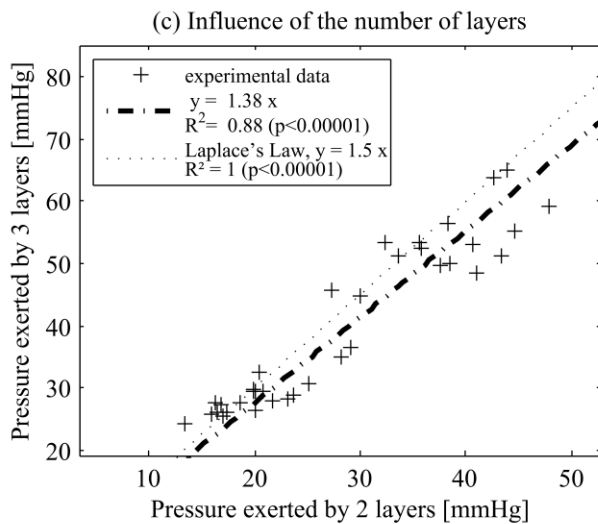 (c) Influence of the number of layers
experimental data
y = 1.38 x
R² = 0.88 (p<0.00001)
Laplace's Law, y = 1.5 x
R² = 1 (p<0.00001)
Pressure exerted by 3 layers [mmHg]
80
70
60
50
40
30
20
10
20
30
40
50
Pressure exerted by 2 layers [mmHg]